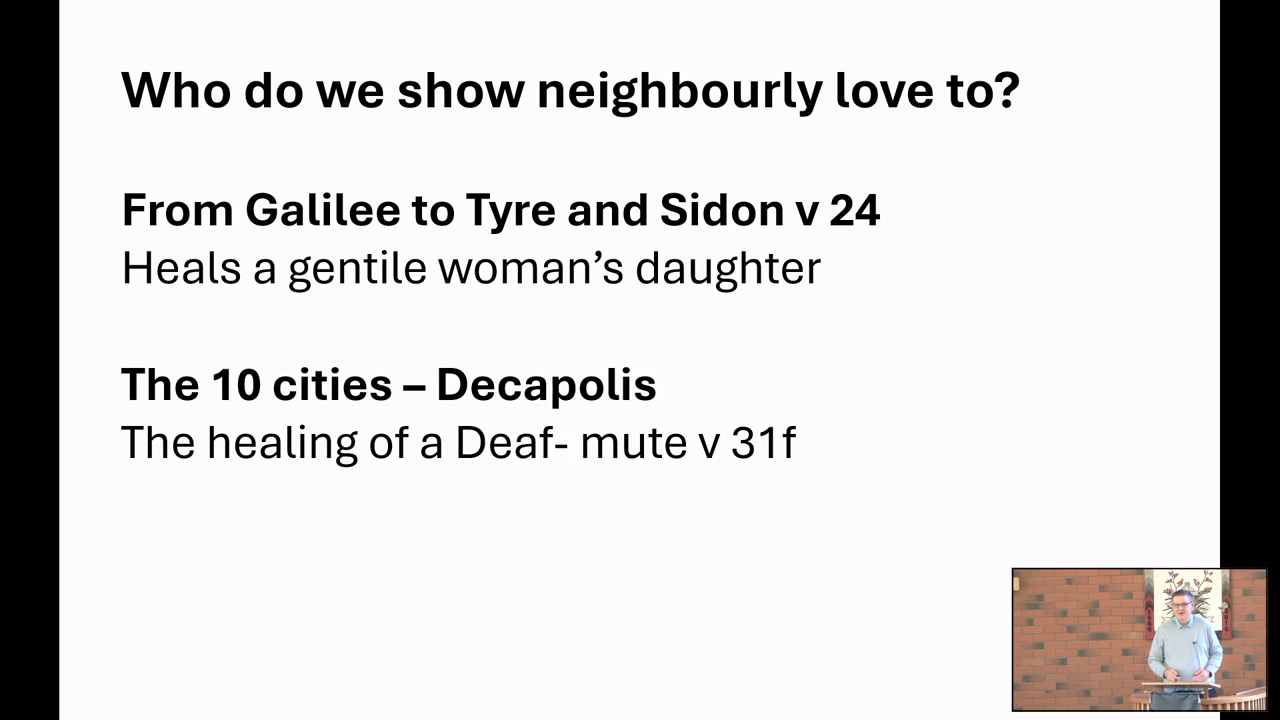 Who do we show neighbourly love to?
From Galilee to Tyre and Sidon v 24
Heals a gentile woman’s daughter
The 10 cities – Decapolis
The healing of a Deaf- mute v 31f